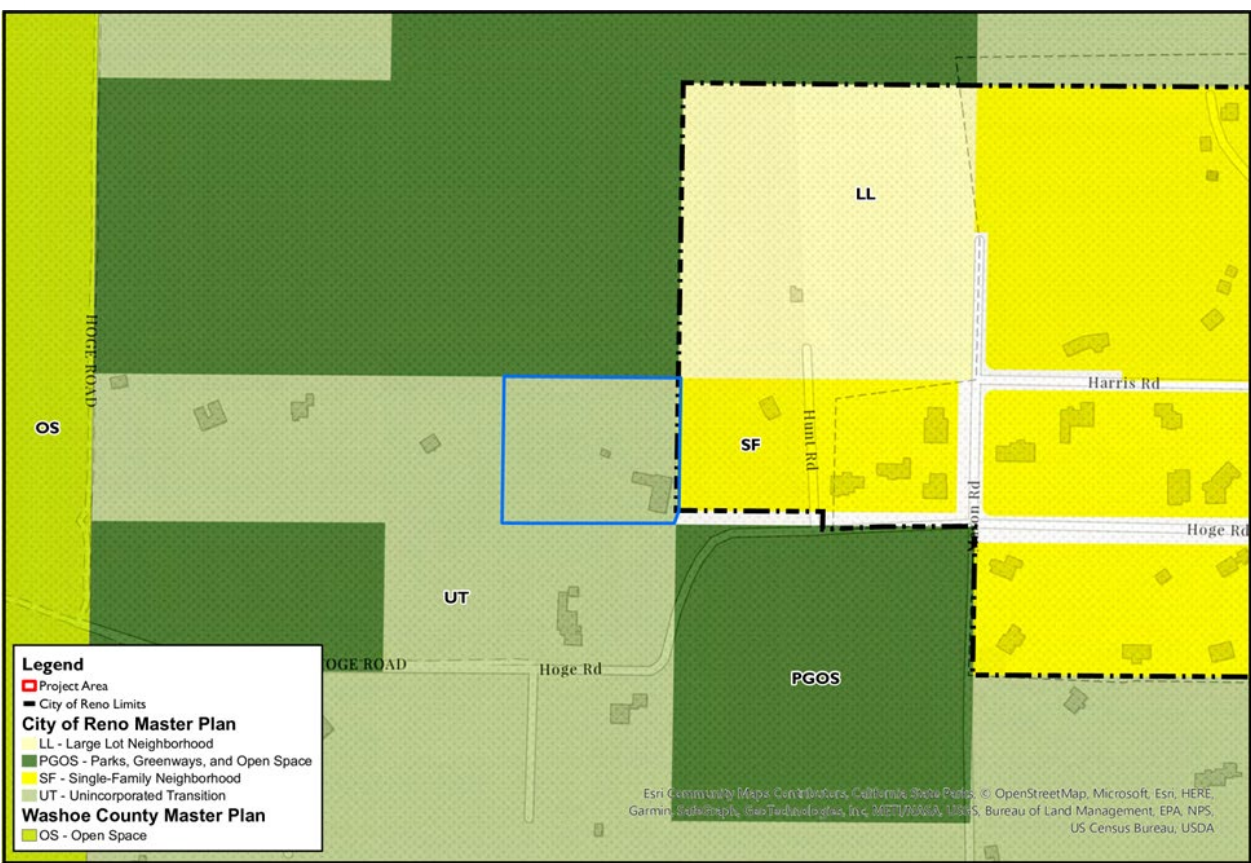 LL
HOGE ROAD
Harris Rd
OS
SF
Hunt Rd
Hoge Rd
UT
OGE ROAD
Hoge Rd
PGOS
Legend
Project Area
City of Reno Limits
City of Reno Master Plan
LL - Large Lot Neighborhood
PGOS - Parks, Greenways, and Open Space
SF - Single-Family Neighborhood
UT - Unincorporated Transition
Washoe County Master Plan
OS - Open Space
Esri Community Maps Contributors, California State Parks, © OpenStreetMap, Microsoft, Esri, HERE,
Garmin, SafeGraph, GeoTechnologies, Inc, METI/NASA, USGS, Bureau of Land Management, EPA, NPS,
US Census Bureau, USDA